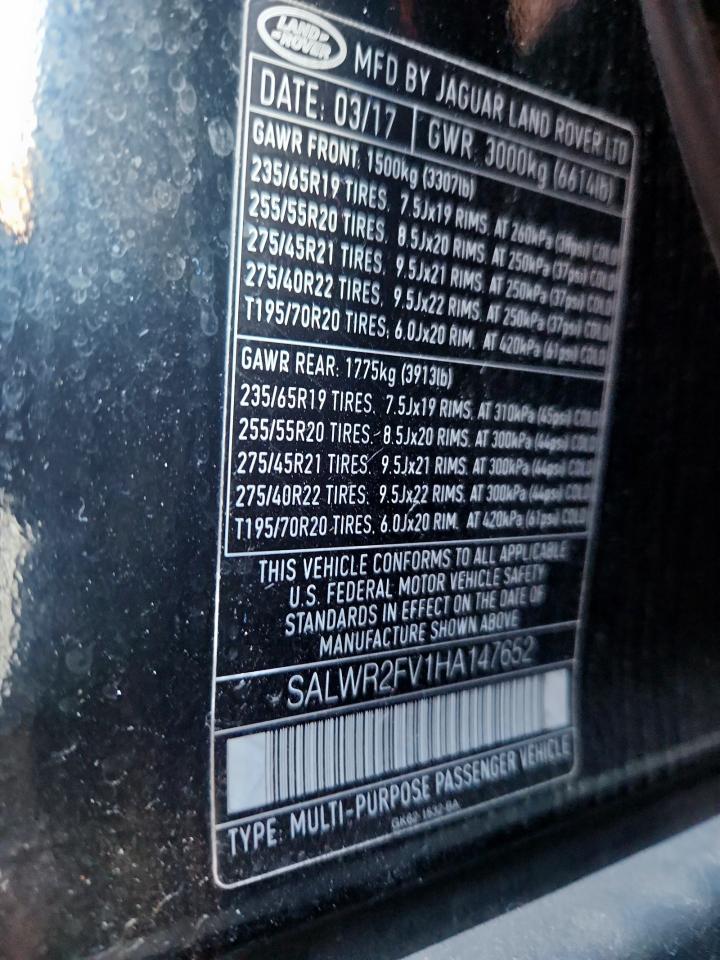 LAND-
-ROVER
MFD BY JAGUAR LAND ROVER LTD
DATE: 03/17 GWR 3000kg (6614lb)
GAWR FRONT: 1500kg (3307lb)
235/65R19 TIRES, 7.5Jx19 RIMS, AT 260kPa (38psi) COLD
255/55R20 TIRES, 8.5Jx20 RIMS, AT 250kPa (37psi) COLD
275/45R21 TIRES, 9.5Jx21 RIMS, AT 250kPa (37psi) COLD
275/40R22 TIRES, 9.5Jx22 RIMS, AT 250kPa (37psi) COLD
T195/70R20 TIRES, 6.0Jx20 RIM, AT 420kPa (61psi) COLD
GAWR REAR: 1775kg (3913lb)
235/65R19 TIRES, 7.5Jx19 RIMS, AT 310kPa (45psi) COLD
255/55R20 TIRES, 8.5Jx20 RIMS, AT 300kPa (44psi) COLD
275/45R21 TIRES, 9.5Jx21 RIMS, AT 300kPa (44psi) COLD
275/40R22 TIRES, 9.5Jx22 RIMS, AT 300kPa (44psi) COLD
T195/70R20 TIRES, 6.0Jx20 RIM, AT 420kPa (61psi) COLD
THIS VEHICLE CONFORMS TO ALL APPLICABLE
U.S. FEDERAL MOTOR VEHICLE SAFETY
STANDARDS IN EFFECT ON THE DATE OF
MANUFACTURE SHOWN ABOVE
SALWR2FV1HA147652
TYPE: MULTI-PURPOSE PASSENGER VEHICLE